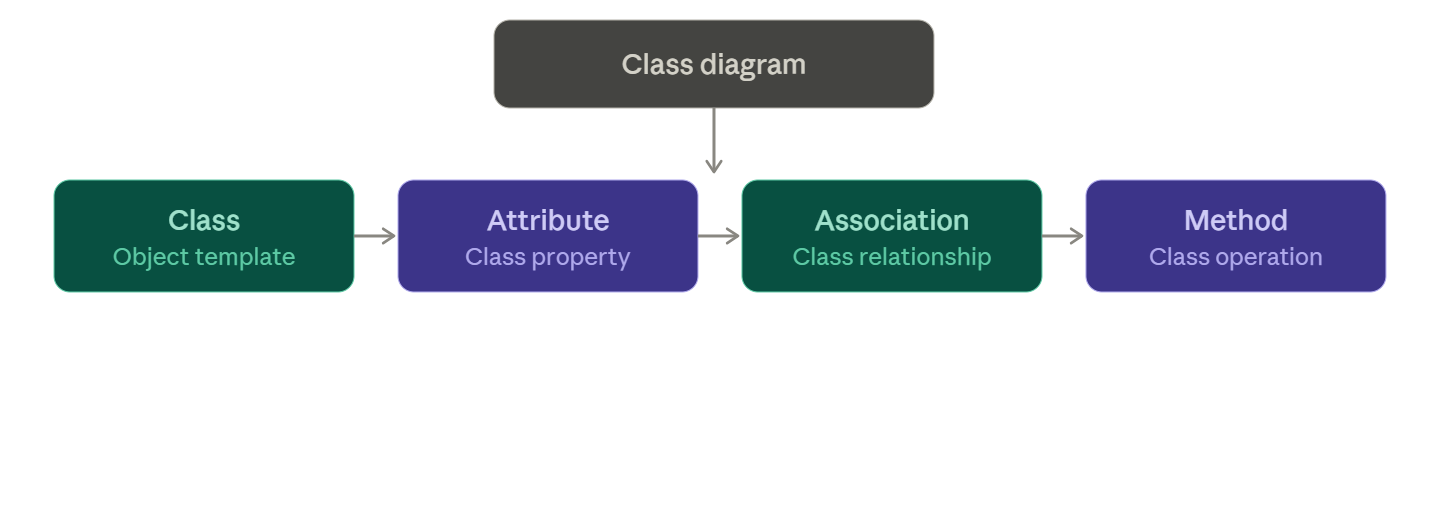 Class diagram
Class
Object template
Attribute
Class property
Association
Class relationship
Method
Class operation